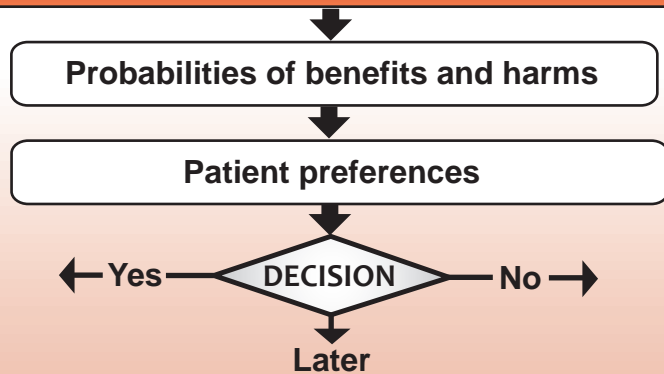 Probabilities of benefits and harms
Patient preferences
Yes DECISION No
Later